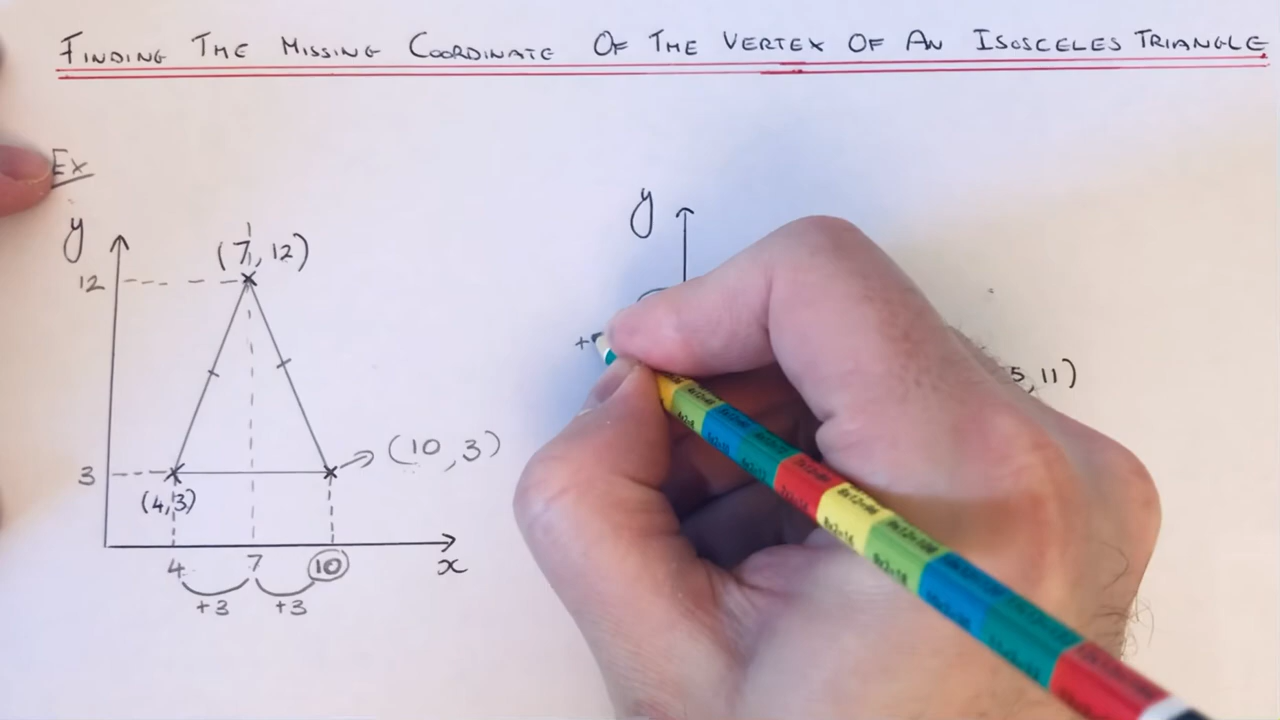 FINDING THE MISSING COORDINATE OF THE VERTEX OF AN ISOSCELES TRIANGLE
Ex
y
(7, 12)
12
3
(4,3)
(10, 3)
4 7 10
x
+3 +3
y
+
5, 11)